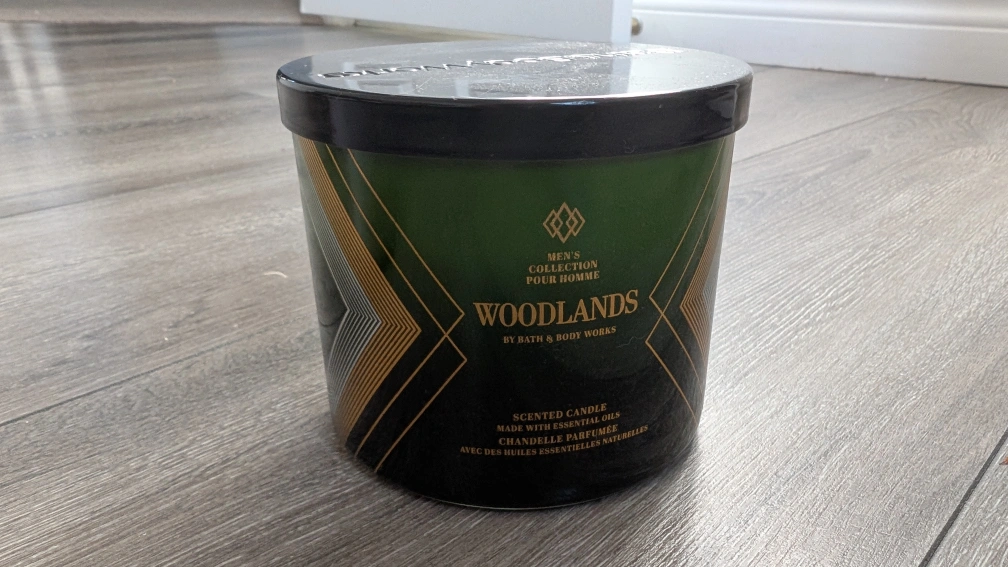 MEN'S
COLLECTION
POUR HOMME
WOODLANDS
BY BATH & BODY WORKS
SCENTED CANDLE
MADE WITH ESSENTIAL OILS
CHANDELLE PARFUMÉE
AVEC DES HUILES ESSENTIELLES NATURELLES